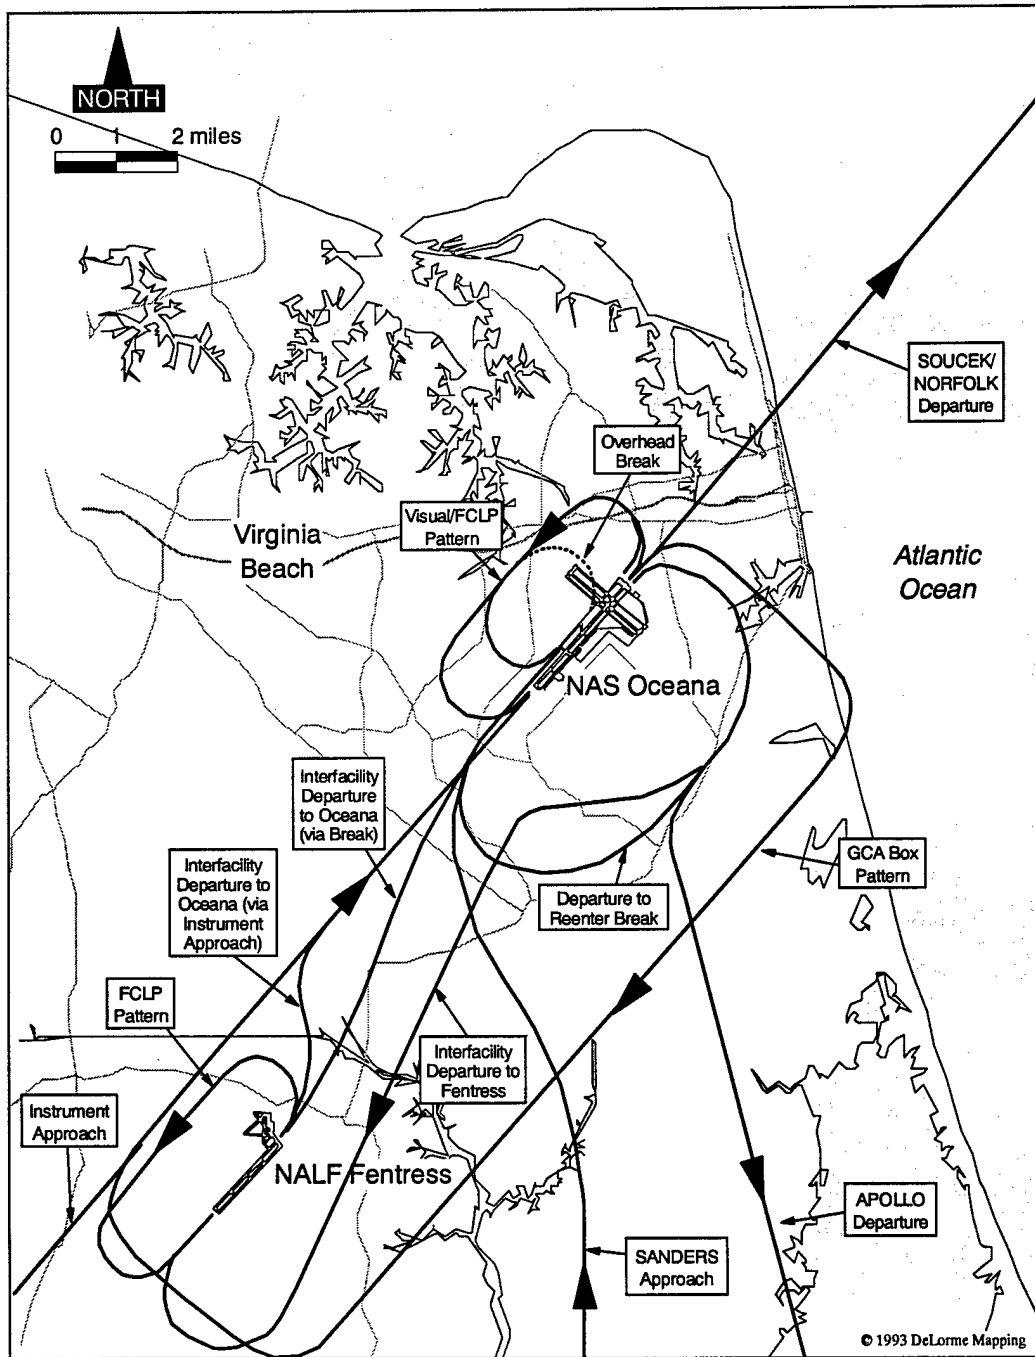 NORTH
0 1 2 miles
SOUCEK/
NORFOLK
Departure
Overhead
Break
Visual/FCLP
Pattern
Virginia
Beach
Atlantic
Ocean
NAS Oceana
Interfacility
Departure
to Oceana
(via Break)
Interfacility
Departure to
Oceana (via
Instrument
Approach)
GCA Box
Pattern
Departure to
Reenter Break
FCLP
Pattern
Interfacility
Departure to
Fentress
Instrument
Approach
NALF Fentress
APOLLO
Departure
SANDERS
Approach
© 1993 DeLorme Mapping